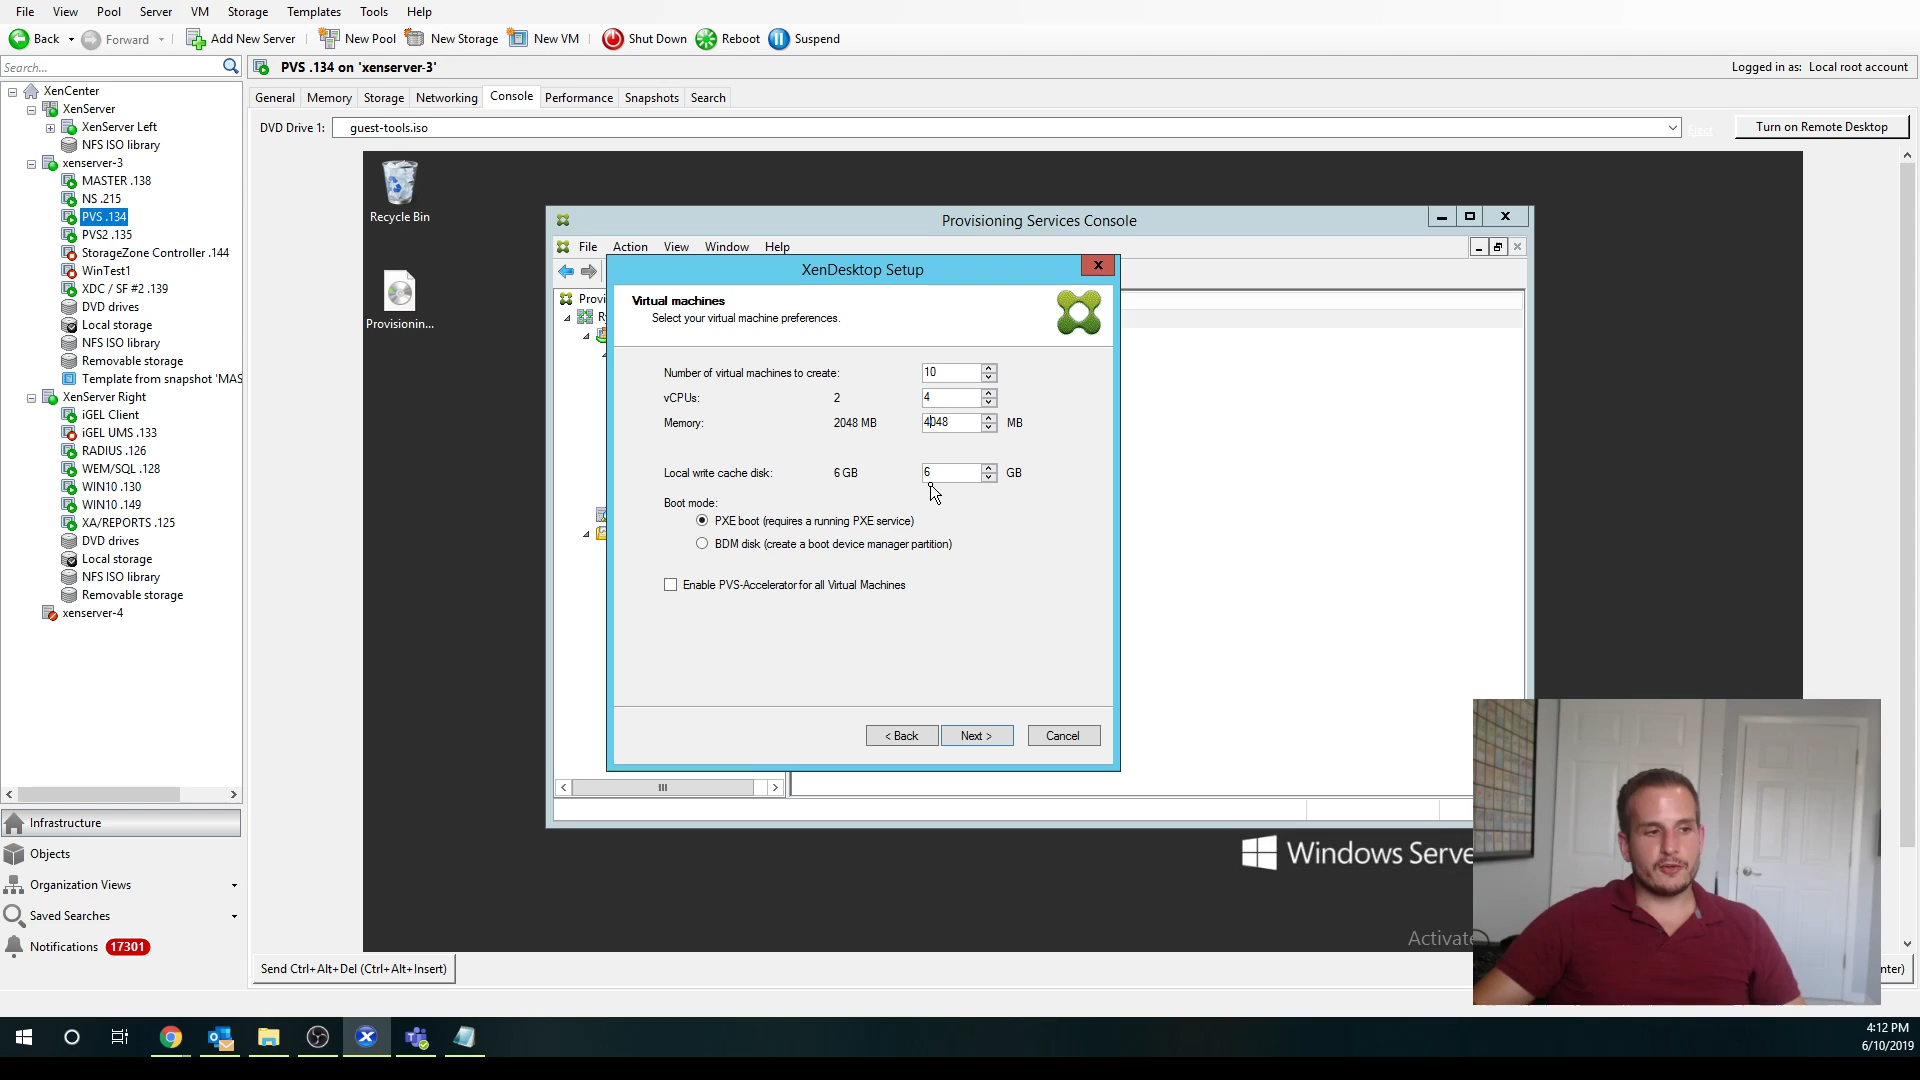 File View Pool Server VM Storage Templates Tools Help
Back Forward Add New Server New Pool New Storage New VM Shut Down Reboot Suspend
Search...
PVS .134 on 'xenserver-3'
Logged in as: Local root account
XenCenter
XenServer
XenServer Left
NFS ISO library
xenserver-3
MASTER .138
NS .215
PVS .134
PVS2 .135
StorageZone Controller .144
WinTest1
XDC / SF #2 .139
DVD drives
Local storage
NFS ISO library
Removable storage
Template from snapshot 'MAS
XenServer Right
iGEL Client
iGEL UMS .133
RADIUS .126
WEM/SQL .128
WIN10 .130
WIN10 .149
XA/REPORTS .125
DVD drives
Local storage
NFS ISO library
Removable storage
xenserver-4
Infrastructure
Objects
Organization Views
Saved Searches
Notifications 17301
General Memory Storage Networking Console Performance Snapshots Search
DVD Drive 1: guest-tools.iso Eject Turn on Remote Desktop
Recycle Bin
Provisionin...
Provisioning Services Console
File Action View Window Help
Provi
XenDesktop Setup
Virtual machines
Select your virtual machine preferences.
Number of virtual machines to create: 10
vCPUs: 2 4
Memory: 2048 MB 4048 MB
Local write cache disk: 6 GB 6 GB
Boot mode:
PXE boot (requires a running PXE service)
BDM disk (create a boot device manager partition)
Enable PVS-Accelerator for all Virtual Machines
< Back Next > Cancel
Windows Serve
Activate
Send Ctrl+Alt+Del (Ctrl+Alt+Insert)
nter)
4:12 PM
6/10/2019